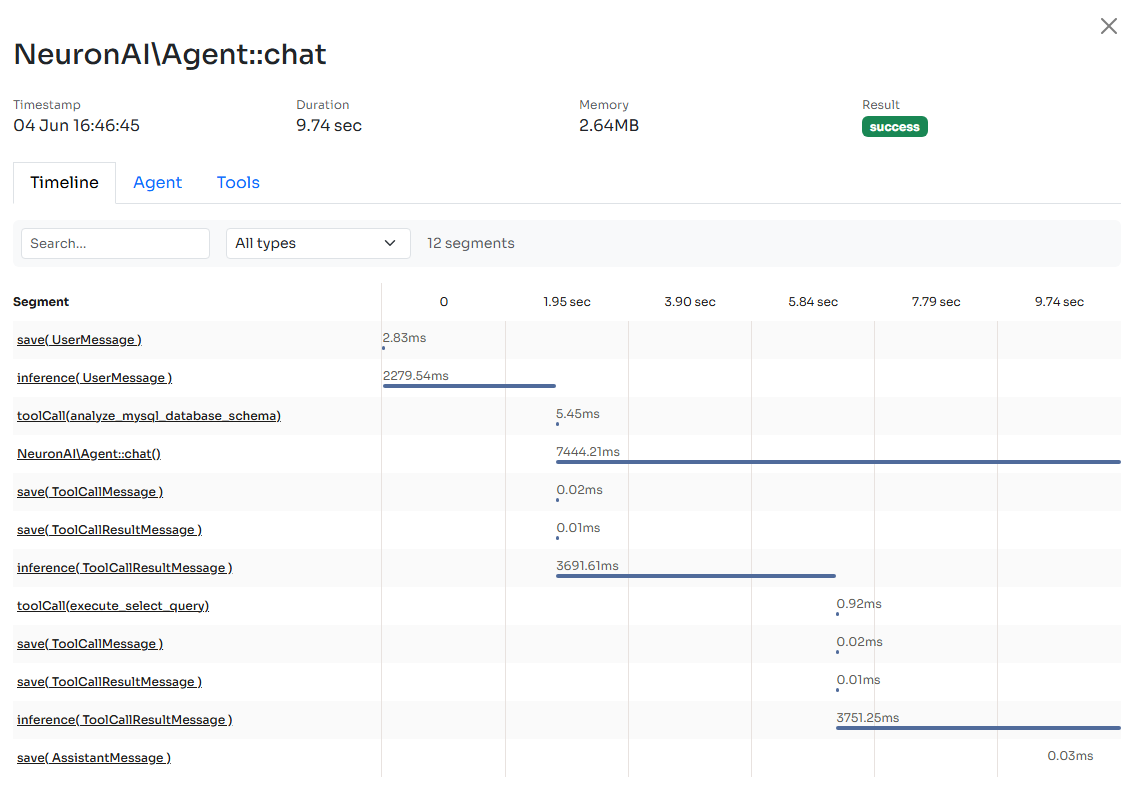 NeuronAI\Agent::chat
Timestamp Duration Memory Result
04 Jun 16:46:45 9.74 sec 2.64MB success
Timeline Agent Tools
Search... All types 12 segments
Segment 0 1.95 sec 3.90 sec 5.84 sec 7.79 sec 9.74 sec
save( UserMessage ) 2.83ms
inference( UserMessage ) 2279.54ms
toolCall(analyze_mysql_database_schema) 5.45ms
NeuronAI\Agent::chat() 7444.21ms
save( ToolCallMessage ) 0.02ms
save( ToolCallResultMessage ) 0.01ms
inference( ToolCallResultMessage ) 3691.61ms
toolCall(execute_select_query) 0.92ms
save( ToolCallMessage ) 0.02ms
save( ToolCallResultMessage ) 0.01ms
inference( ToolCallResultMessage ) 3751.25ms
save( AssistantMessage ) 0.03ms